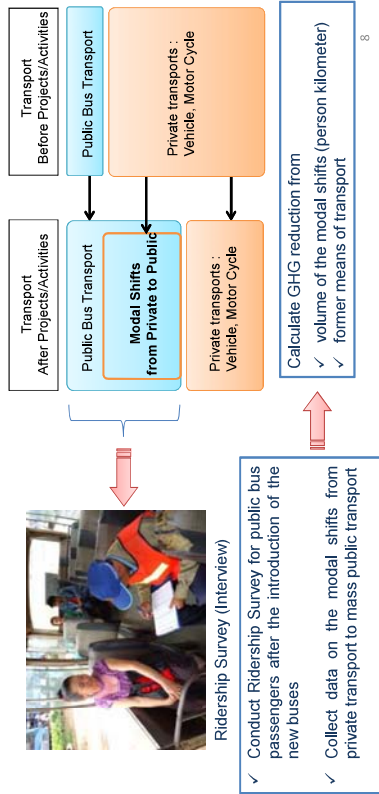 Transport
Before Projects/Activities
Public Bus Transport
Private transports :
Vehicle, Motor Cycle
Transport
After Projects/Activities
Public Bus Transport
Modal Shifts
from Private to Public
Private transports :
Vehicle, Motor Cycle
Ridership Survey (Interview)
✓ Conduct Ridership Survey for public bus
passengers after the introduction of the
new buses
✓ Collect data on the modal shifts from
private transport to mass public transport
Calculate GHG reduction from
✓ volume of the modal shifts (person kilometer)
✓ former means of transport
8